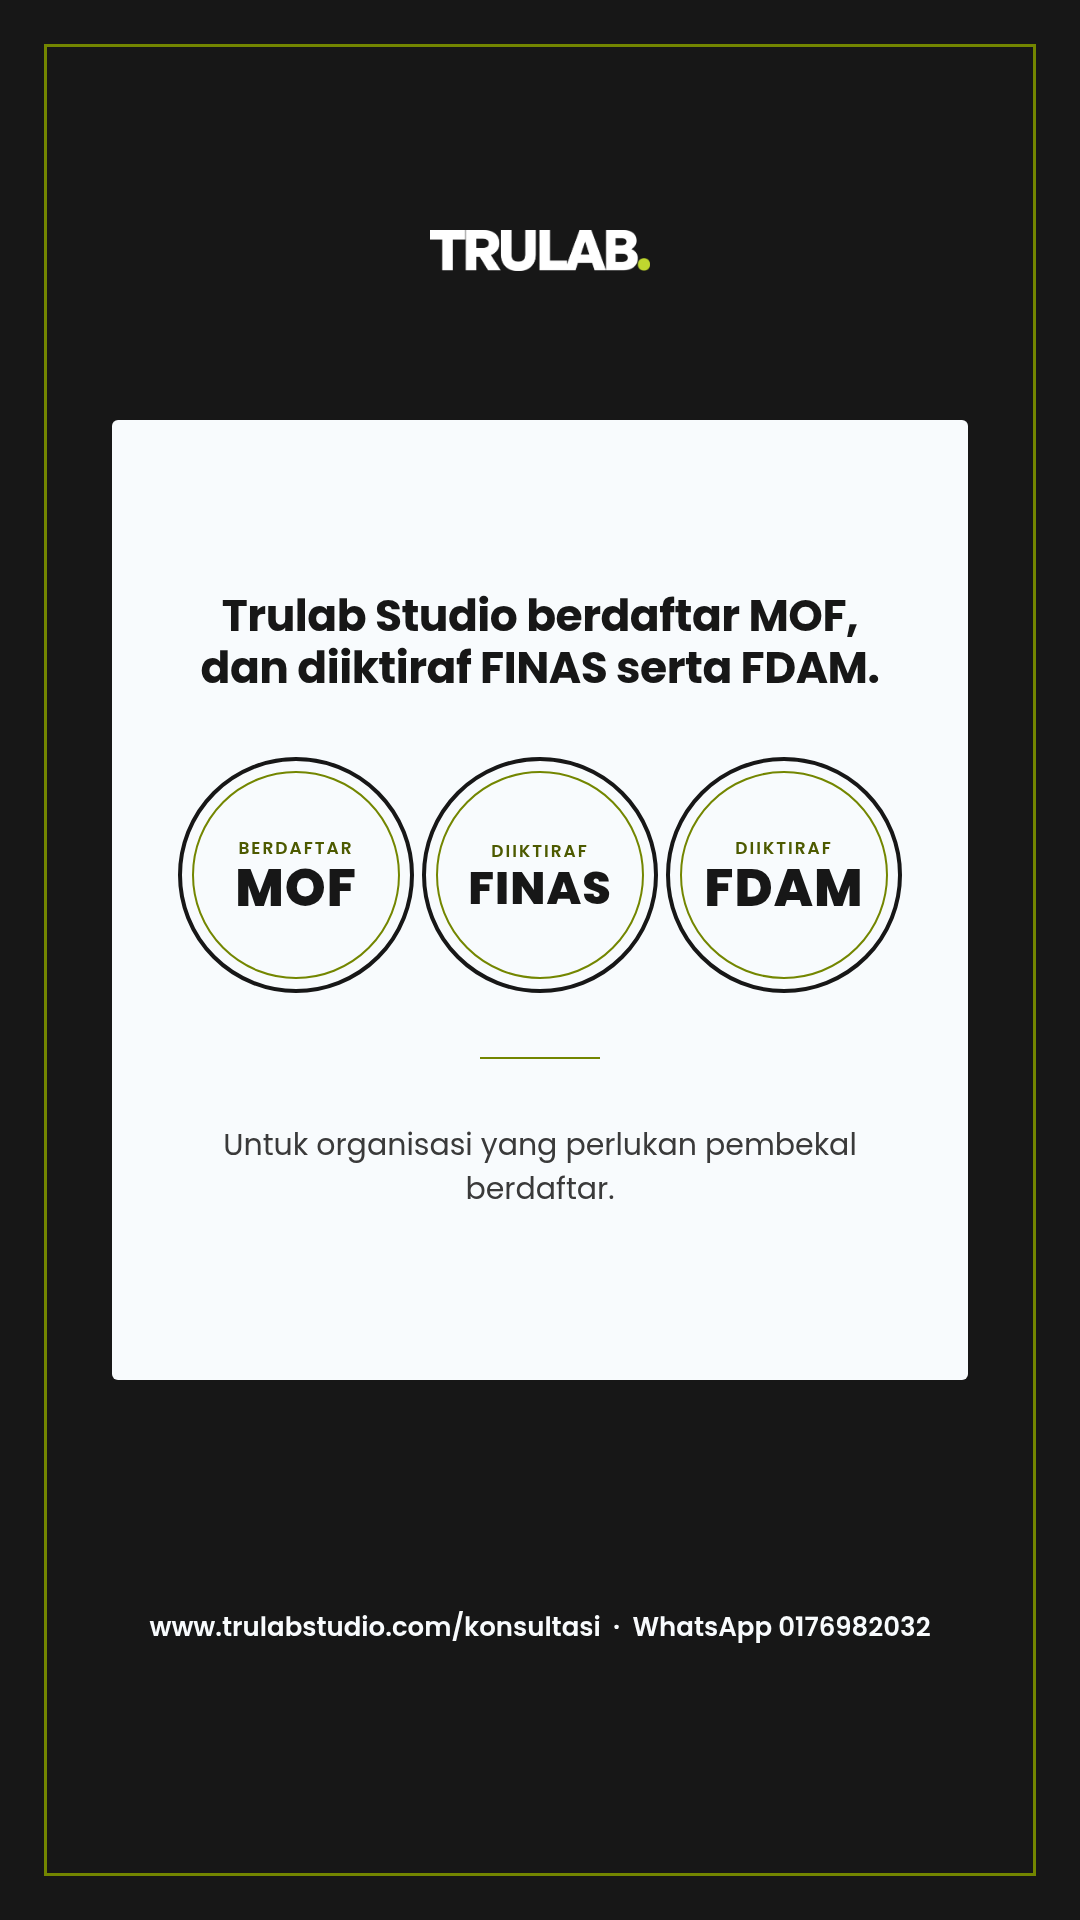 TRULAB.
Trulab Studio berdaftar MOF,
dan diiktiraf FINAS serta FDAM.
BERDAFTAR
MOF
DIIKTIRAF
FINAS
DIIKTIRAF
FDAM
Untuk organisasi yang perlukan pembekal
berdaftar.
www.trulabstudio.com/konsultasi · WhatsApp 0176982032